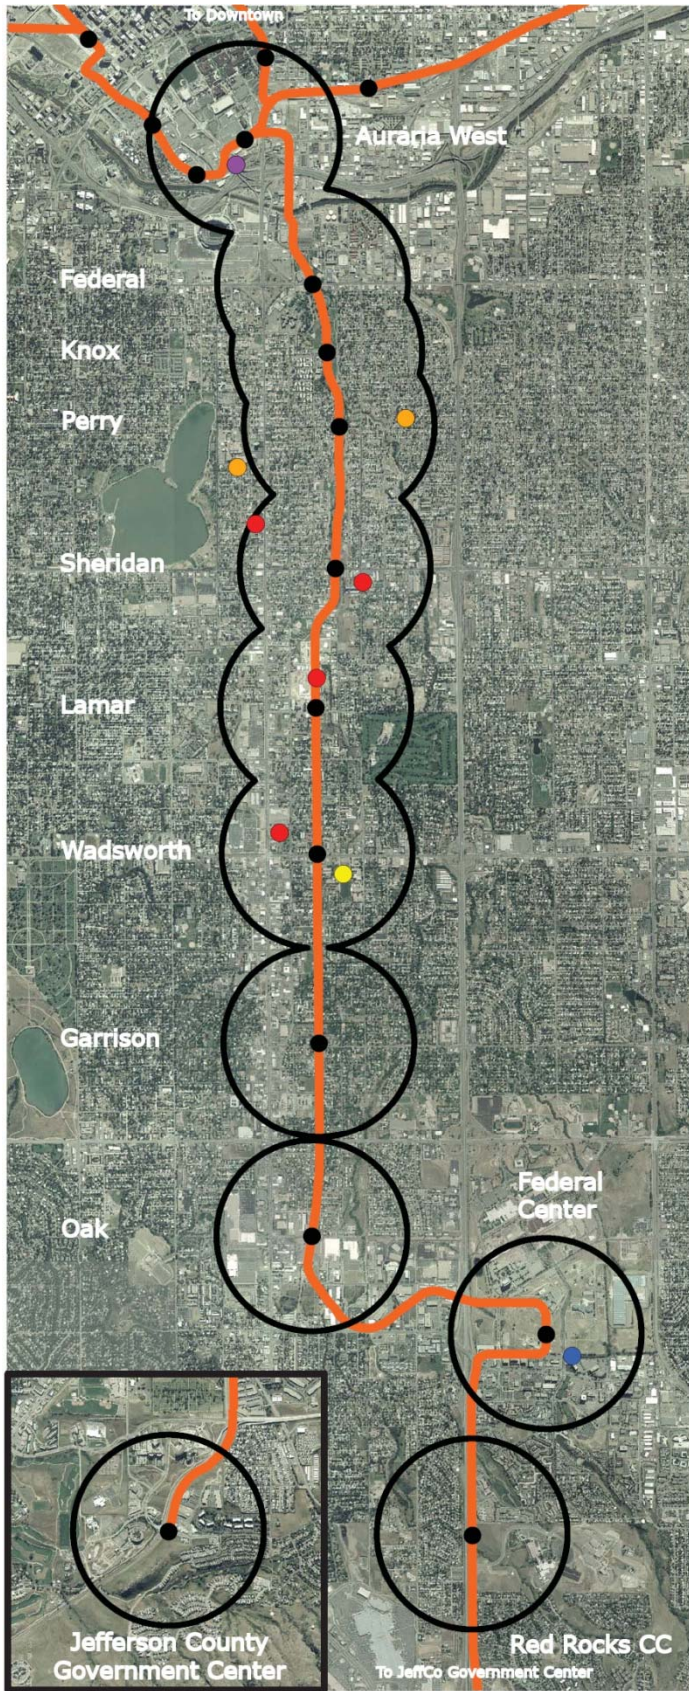 To Downtown
Auraria West
Federal
Knox
Perry
Sheridan
Lamar
Wadsworth
Garrison
Oak
Federal
Center
Jefferson County
Government Center
Red Rocks CC
To JeffCo Government Center